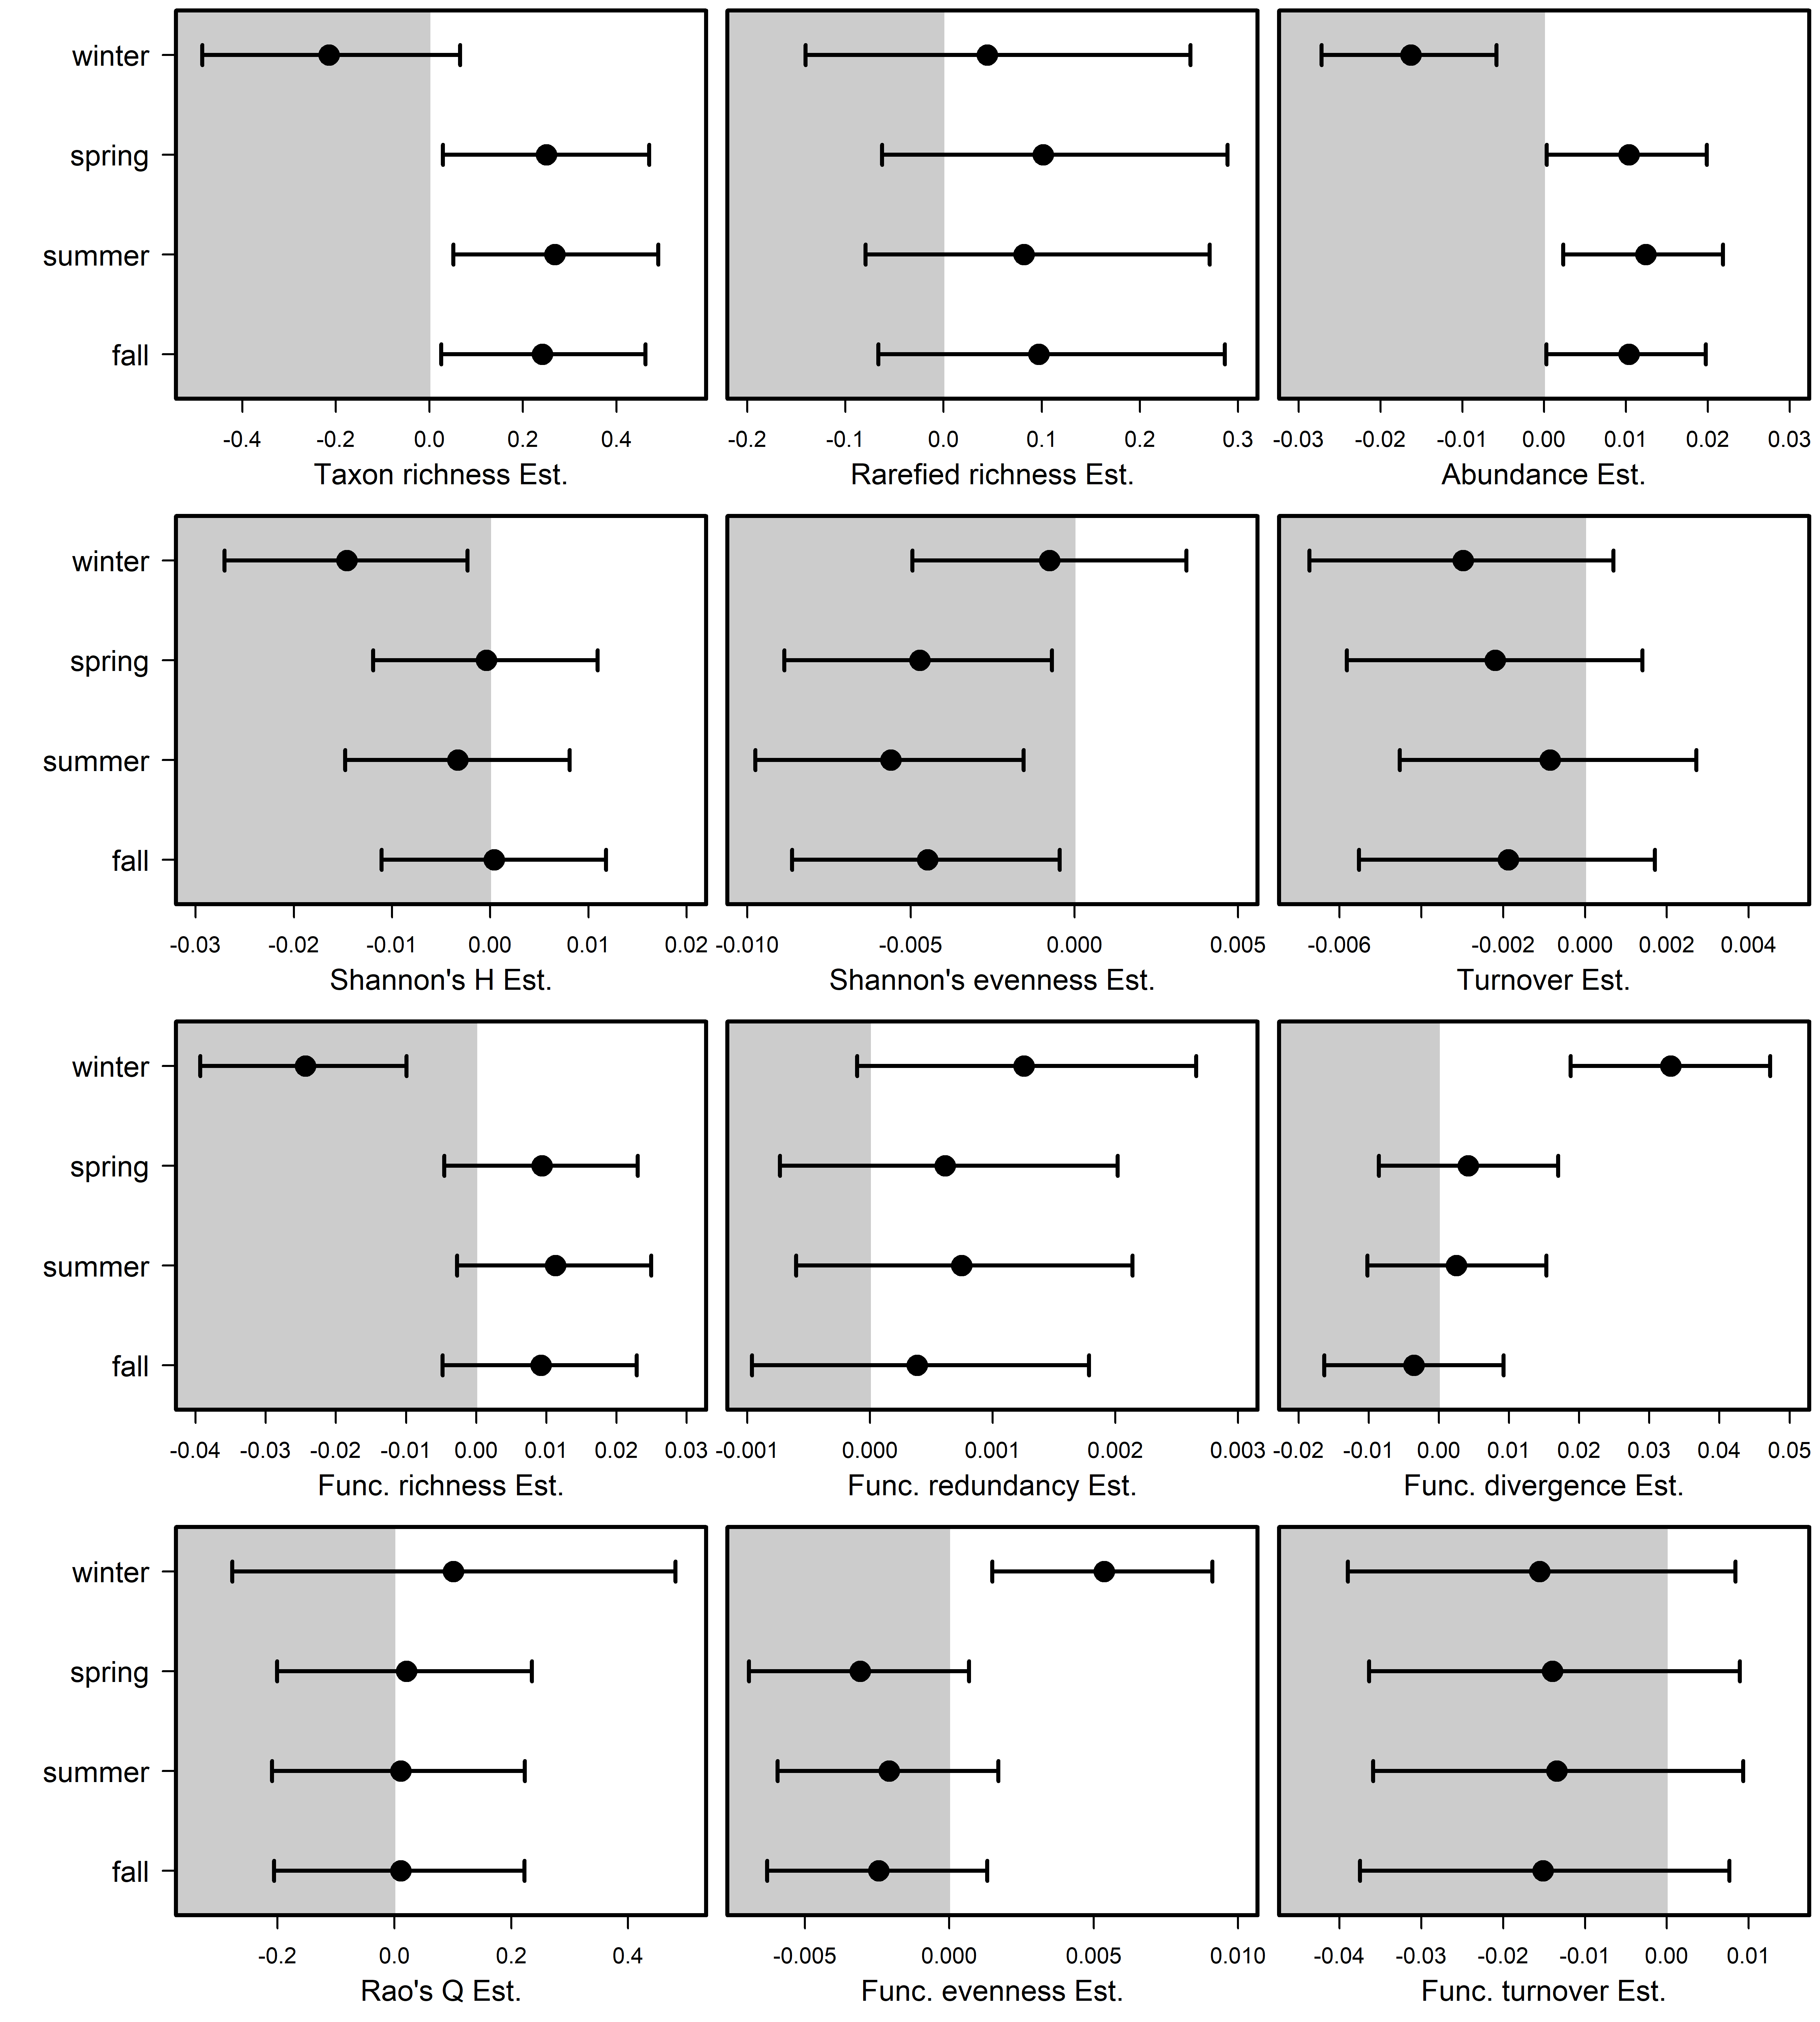 winter
spring
summer
fall
-0.4 -0.2 0.0 0.2 0.4
Taxon richness Est.
-0.2 -0.1 0.0 0.1 0.2 0.3
Rarefied richness Est.
-0.03 -0.02 -0.01 0.00 0.01 0.02 0.03
Abundance Est.
winter
spring
summer
fall
-0.03 -0.02 -0.01 0.00 0.01 0.02
Shannon's H Est.
-0.010 -0.005 0.000 0.005
Shannon's evenness Est.
-0.006 -0.002 0.000 0.002 0.004
Turnover Est.
winter
spring
summer
fall
-0.04 -0.03 -0.02 -0.01 0.00 0.01 0.02 0.03
Func. richness Est.
-0.001 0.000 0.001 0.002 0.003
Func. redundancy Est.
-0.02 -0.01 0.00 0.01 0.02 0.03 0.04 0.05
Func. divergence Est.
winter
spring
summer
fall
-0.2 0.0 0.2 0.4
Rao's Q Est.
-0.005 0.000 0.005 0.010
Func. evenness Est.
-0.04 -0.03 -0.02 -0.01 0.00 0.01
Func. turnover Est.